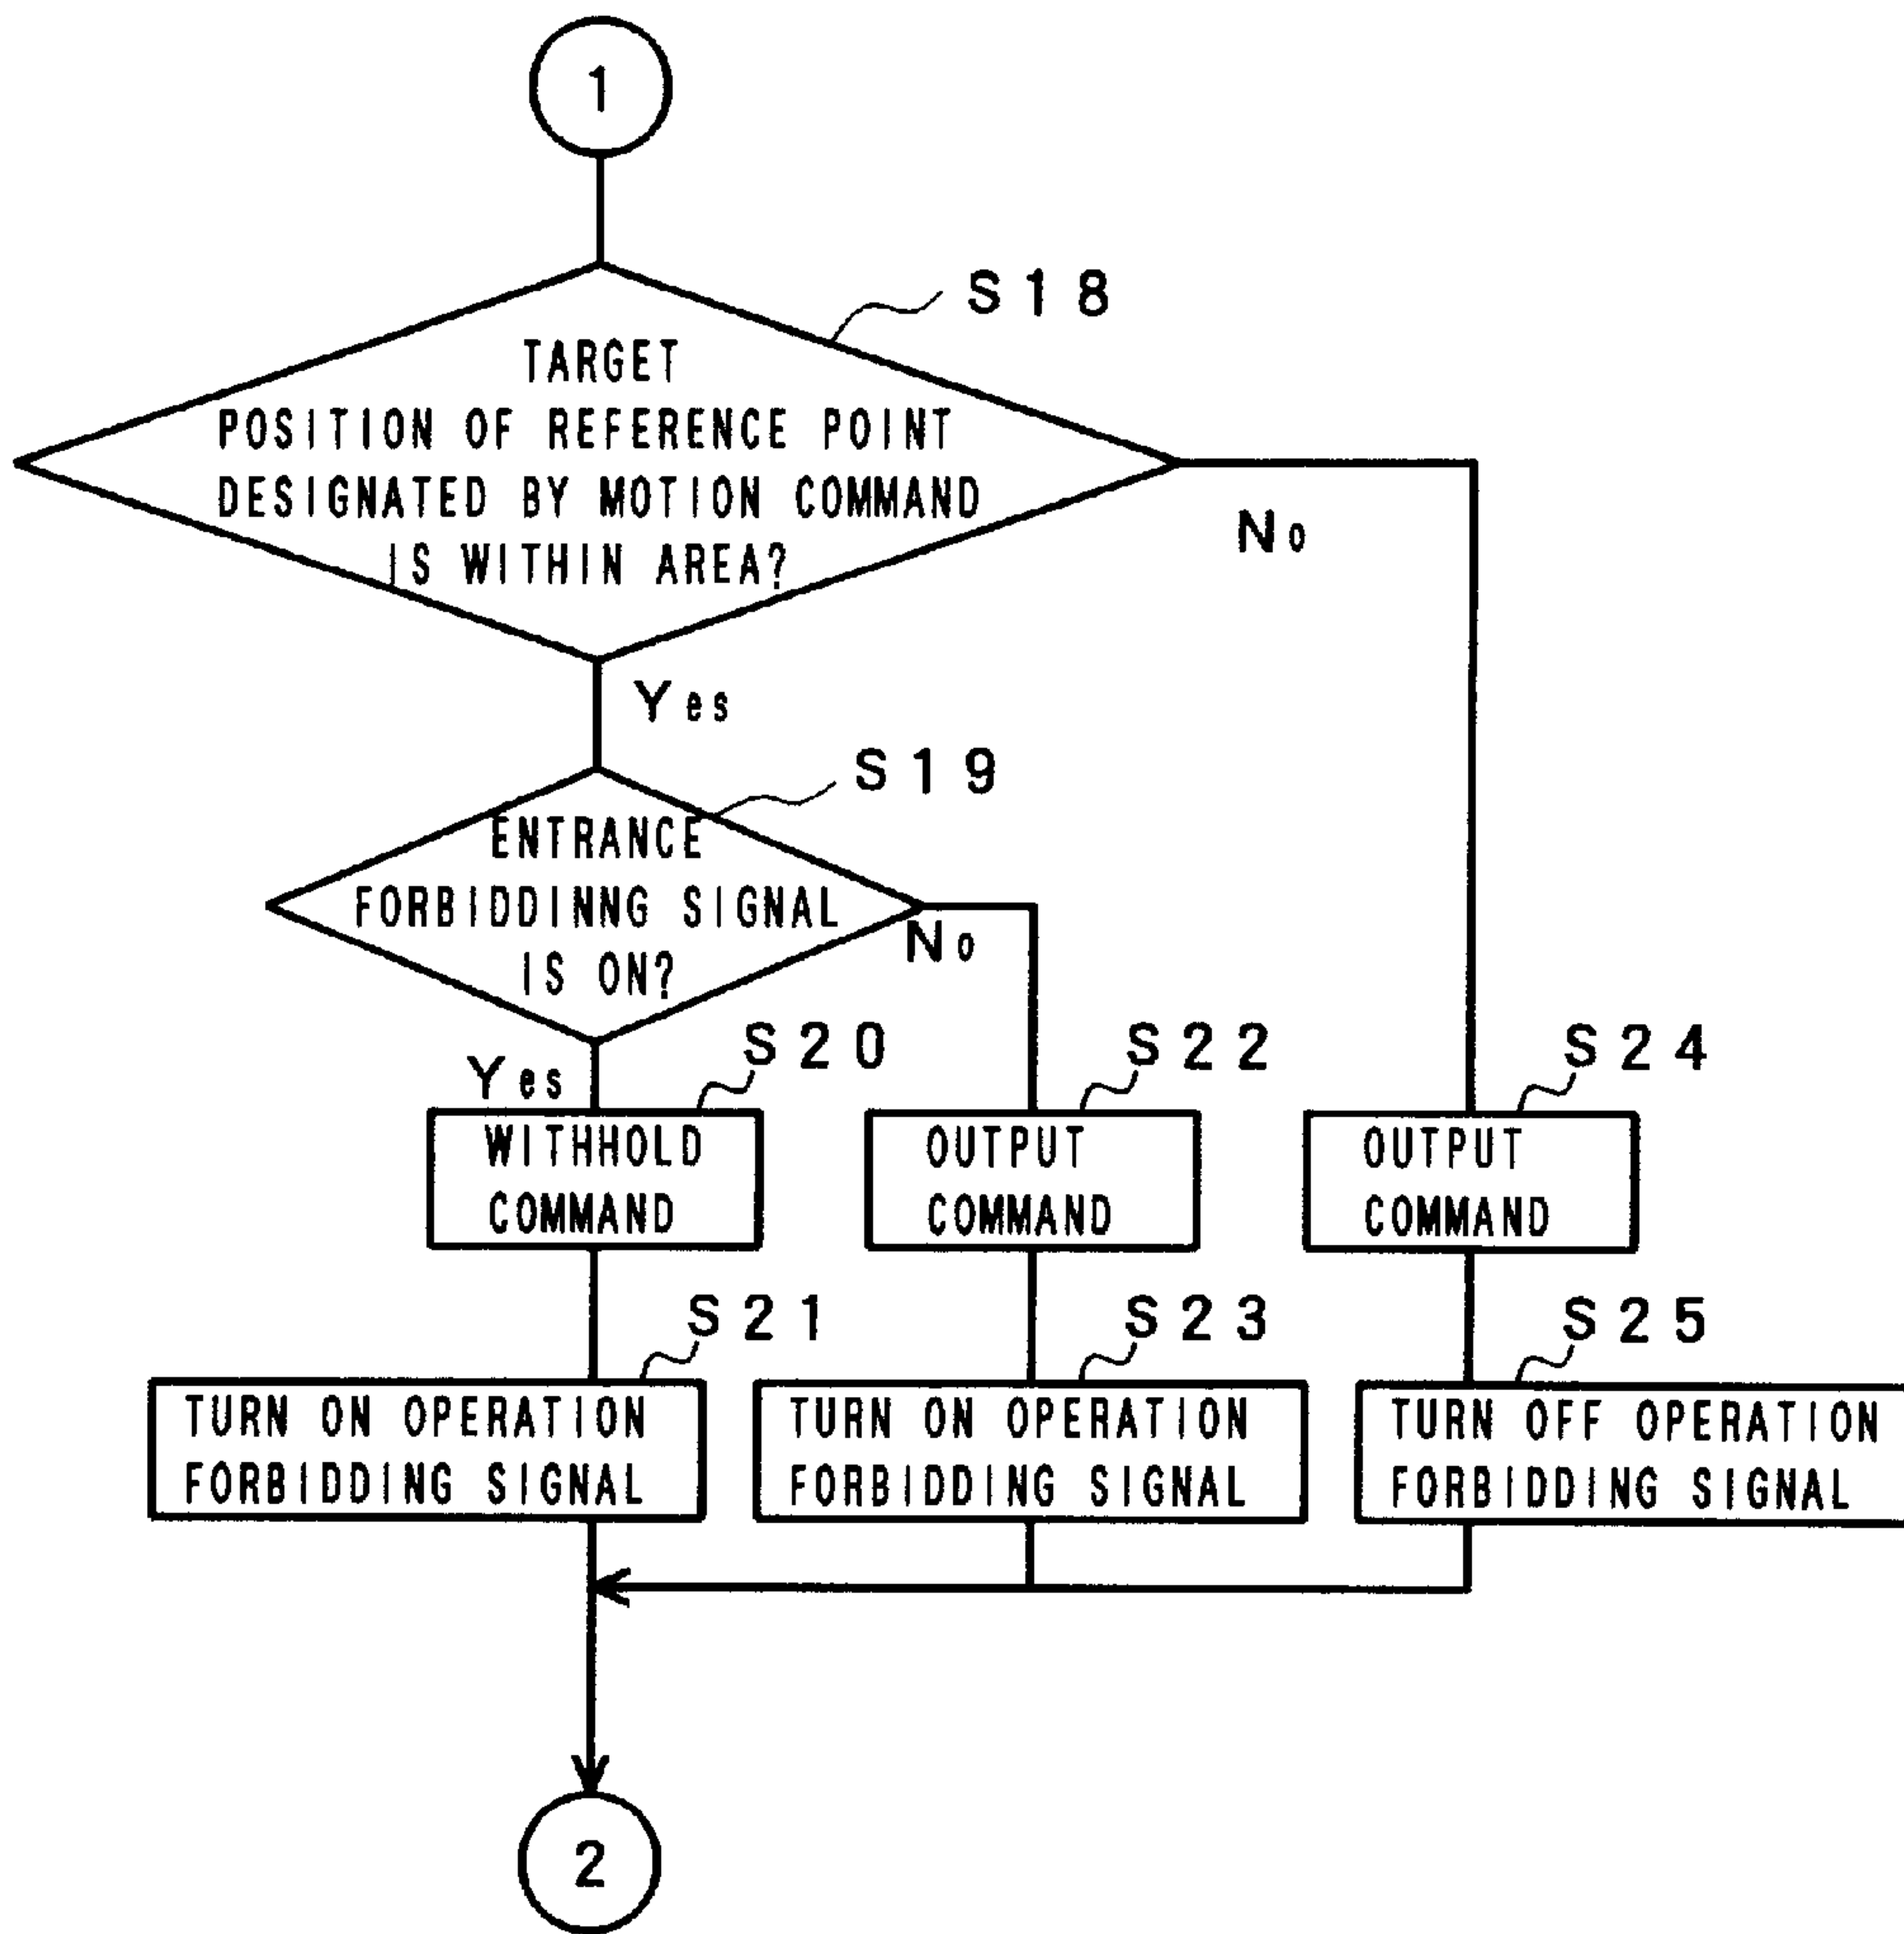 1
S18
TARGET
POSITION OF REFERENCE POINT
DESIGNATED BY MOTION COMMAND
IS WITHIN AREA?
No
Yes
S19
ENTRANCE
FORBIDDINNG SIGNAL
IS ON?
No
Yes
S20
WITHHOLD
COMMAND
S22
OUTPUT
COMMAND
S24
OUTPUT
COMMAND
S21
TURN ON OPERATION
FORBIDDING SIGNAL
S23
TURN ON OPERATION
FORBIDDING SIGNAL
S25
TURN OFF OPERATION
FORBIDDING SIGNAL
2